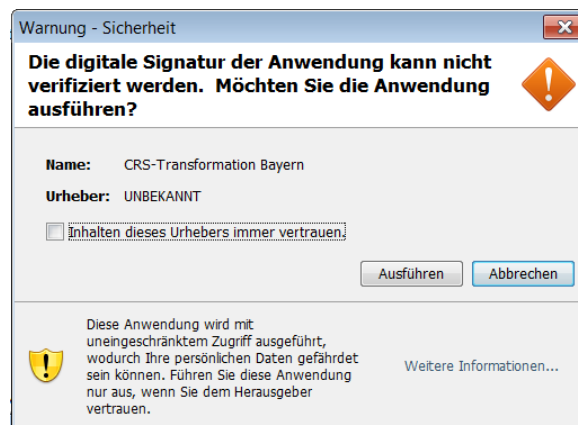 Warnung - Sicherheit
Die digitale Signatur der Anwendung kann nicht
verifiziert werden. Möchten Sie die Anwendung
ausführen?
Name: CRS-Transformation Bayern
Urheber: UNBEKANNT
Inhalten dieses Urhebers immer vertrauen.
Ausführen Abbrechen
Diese Anwendung wird mit
uneingeschränktem Zugriff ausgeführt,
wodurch Ihre persönlichen Daten gefährdet
sein können. Führen Sie diese Anwendung
nur aus, wenn Sie dem Herausgeber
vertrauen.
Weitere Informationen...